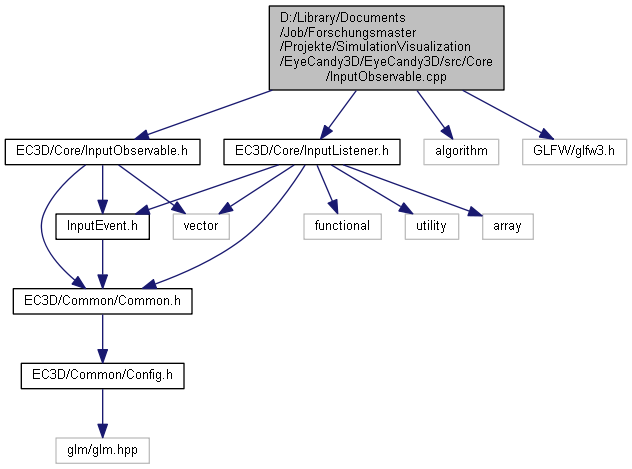 D:/Library/Documents
/Job/Forschungsmaster
/Projekte/SimulationVisualization
/EyeCandy3D/EyeCandy3D/src/Core
/InputObservable.cpp
EC3D/Core/InputObservable.h
EC3D/Core/InputListener.h
algorithm
GLFW/glfw3.h
InputEvent.h
vector
functional
utility
array
EC3D/Common/Common.h
EC3D/Common/Config.h
glm/glm.hpp